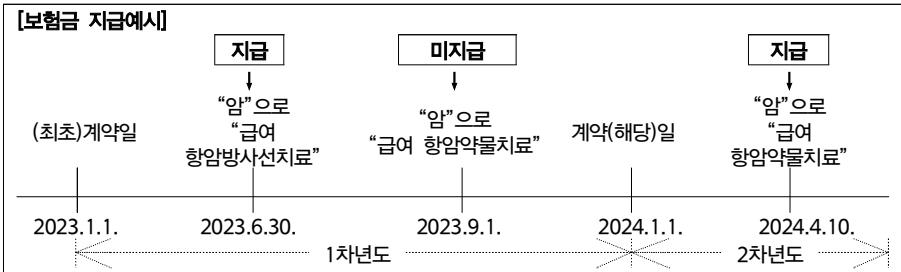 [보험금 지급예시]
지급
미지급
지급
(최초)계약일
“암”으로
“급여
항암방사선치료”
“암”으로
“급여 항암약물치료”
계약(해당)일
“암”으로
“급여
항암약물치료”
2023.1.1.
2023.6.30.
2023.9.1.
2024.1.1.
2024.4.10.
1차년도
2차년도